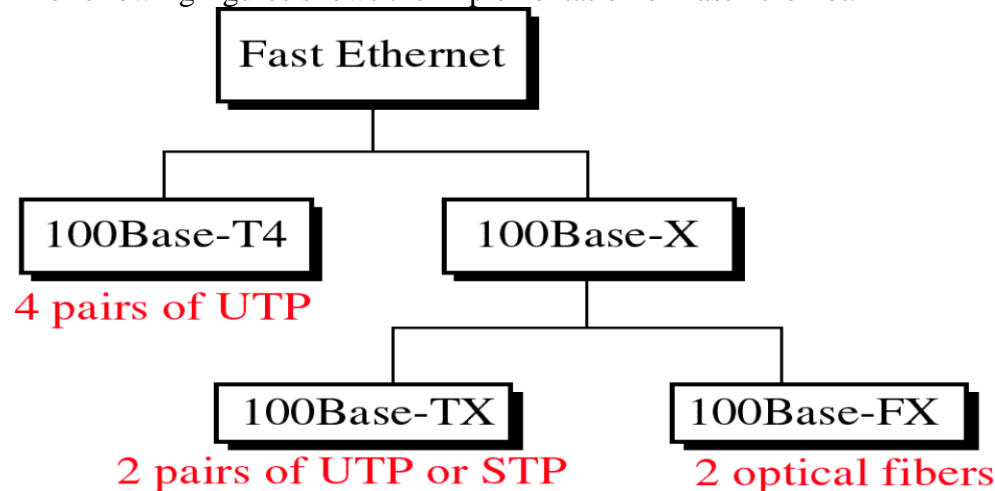 Fast Ethernet
100Base-T4
100Base-X
4 pairs of UTP
100Base-TX
100Base-FX
2 pairs of UTP or STP
2 optical fibers